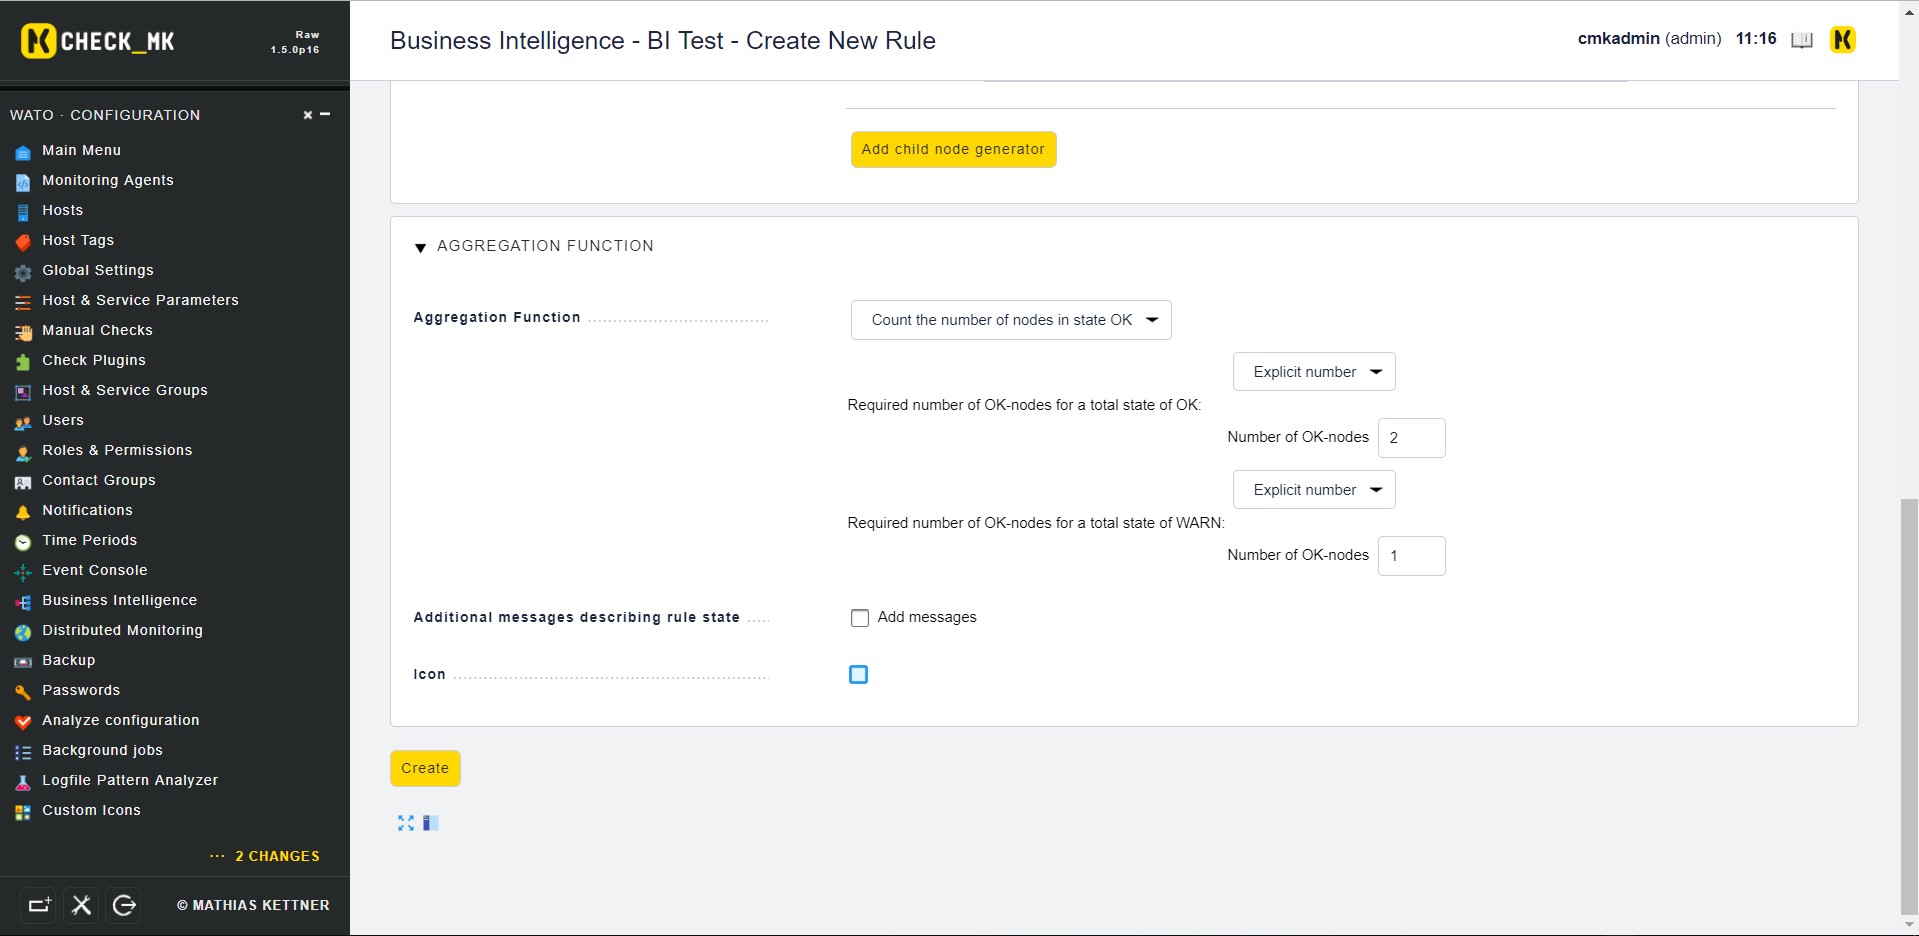 CHECK_MK
Raw
1.5.0p16
Business Intelligence - BI Test - Create New Rule
cmkadmin (admin) 11:16
WATO · CONFIGURATION
Main Menu
Monitoring Agents
Hosts
Host Tags
Global Settings
Host & Service Parameters
Manual Checks
Check Plugins
Host & Service Groups
Users
Roles & Permissions
Contact Groups
Notifications
Time Periods
Event Console
Business Intelligence
Distributed Monitoring
Backup
Passwords
Analyze configuration
Background jobs
Logfile Pattern Analyzer
Custom Icons
··· 2 CHANGES
© MATHIAS KETTNER
Add child node generator
AGGREGATION FUNCTION
Aggregation Function
Count the number of nodes in state OK
Explicit number
Required number of OK-nodes for a total state of OK:
Number of OK-nodes 2
Explicit number
Required number of OK-nodes for a total state of WARN:
Number of OK-nodes 1
Additional messages describing rule state
Add messages
Icon
Create